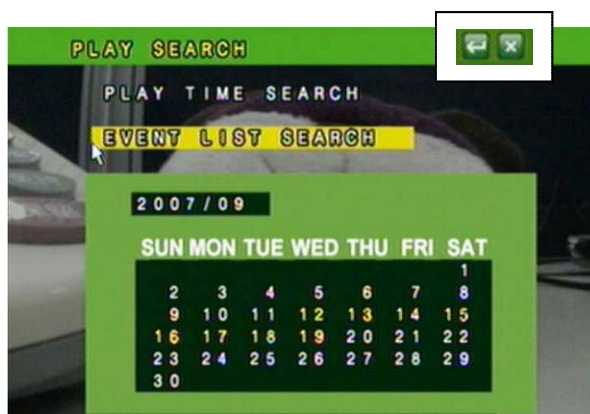 PLAY SEARCH
PLAY TIME SEARCH
EVENT LIST SEARCH
2007/09
SUN MON TUE WED THU FRI SAT
1
2 3 4 5 6 7 8
9 10 11 12 13 14 15
16 17 18 19 20 21 22
23 24 25 26 27 28 29
30